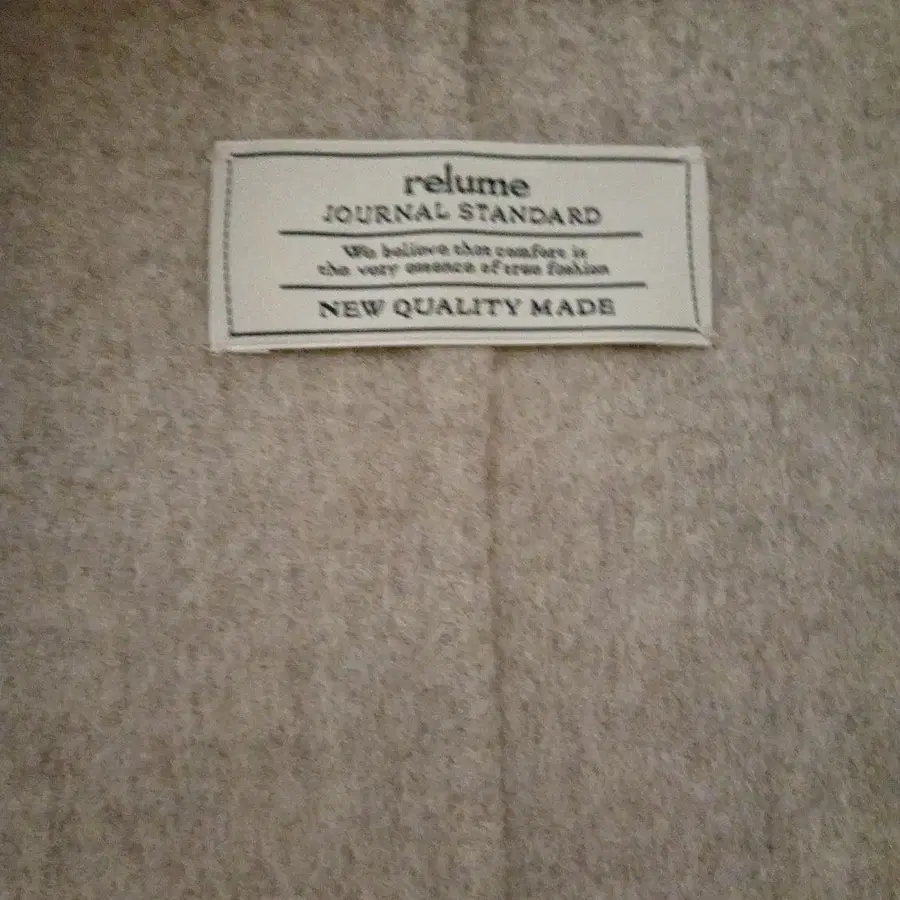 relume
JOURNAL STANDARD
We believe that comfort is
the very essence of true fashion
NEW QUALITY MADE